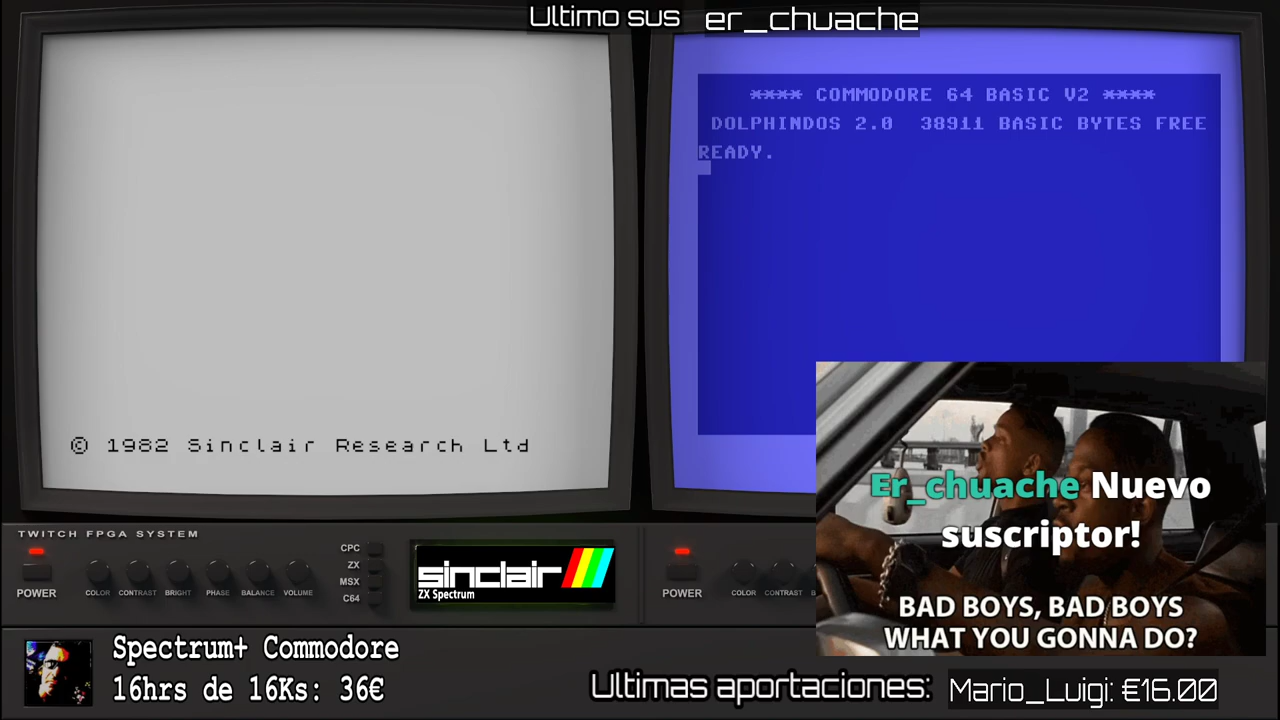 Ultimo sus er_chuache
**** COMMODORE 64 BASIC V2 ****
DOLPHINDOS 2.0 38911 BASIC BYTES FREE
READY.
© 1982 Sinclair Research Ltd
Er_chuache Nuevo
suscriptor!
BAD BOYS, BAD BOYS
WHAT YOU GONNA DO?
TWITCH FPGA SYSTEM
POWER
COLOR CONTRAST BRIGHT PHASE BALANCE VOLUME
CPC
ZX
MSX
C64
sinclair
ZX Spectrum
POWER
COLOR CONTRAST
Spectrum+ Commodore
16hrs de 16Ks: 36€
Ultimas aportaciones: Mario_Luigi: €16.00